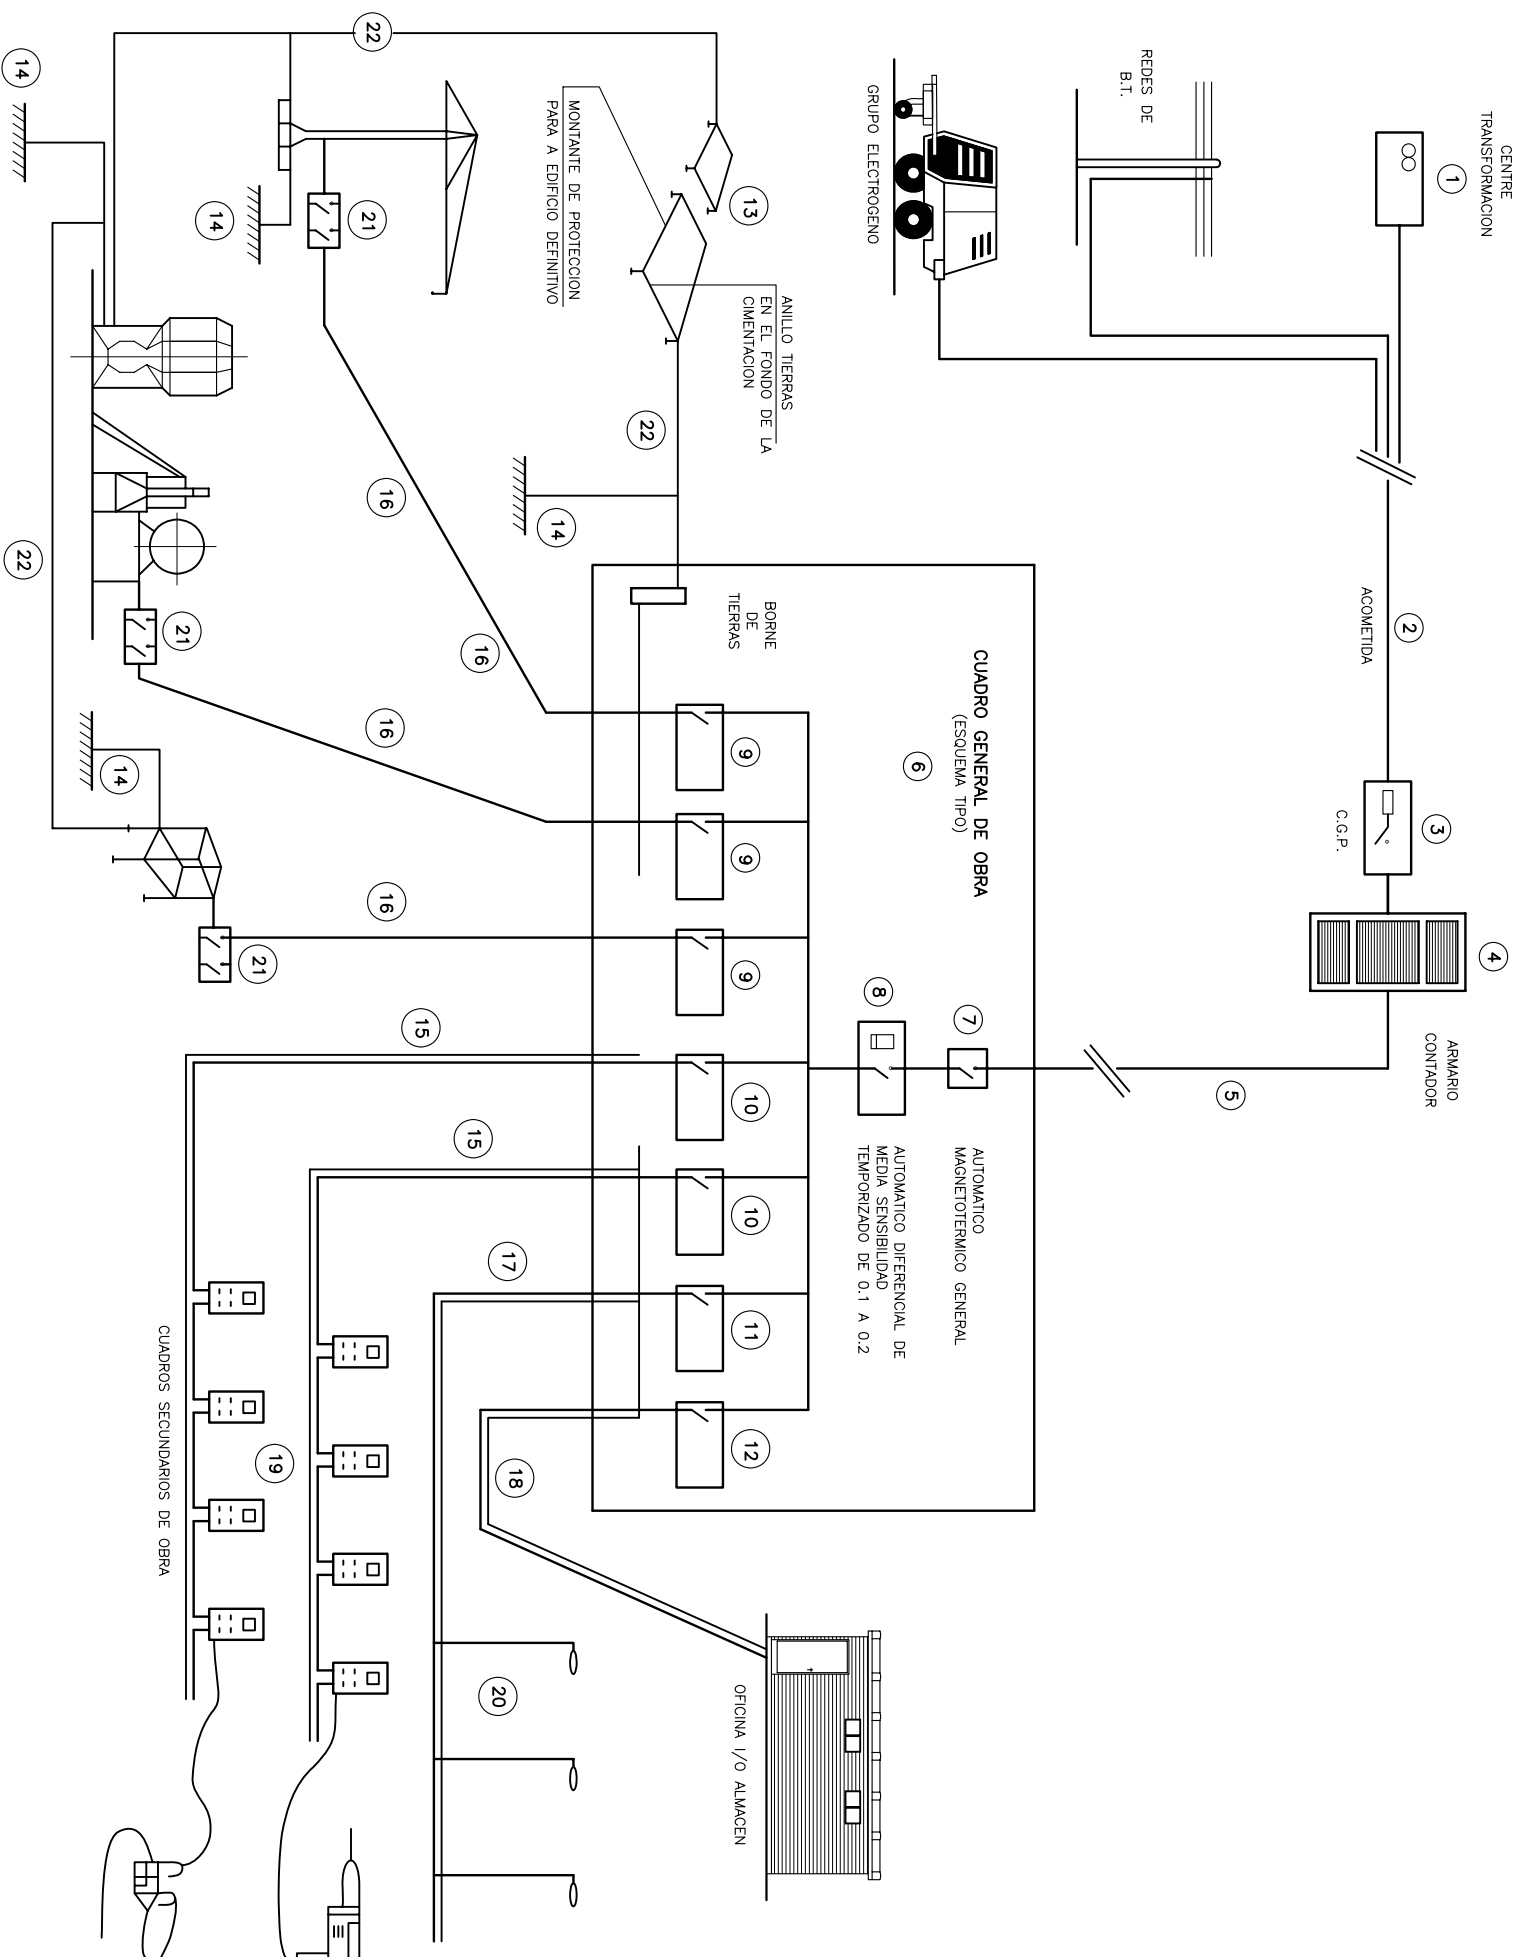 CENTRE
TRANSFORMACION
1
REDES DE
B.T.
GRUPO ELECTROGENO
2
ACOMETIDA
3
C.G.P.
4
ARMARIO
CONTADOR
5
CUADRO GENERAL DE OBRA
(ESQUEMA TIPO)
6
7
AUTOMATICO
MAGNETOTERMICO GENERAL
8
AUTOMATICO DIFERENCIAL DE
MEDIA SENSIBILIDAD
TEMPORIZADO DE 0.1 A 0.2
BORNE
DE
TIERRAS
9
9
9
10
10
11
12
13
ANILLO TIERRAS
EN EL FONDO DE LA
CIMENTACION
MONTANTE DE PROTECCION
PARA A EDIFICIO DEFINITIVO
22
22
14
14
21
14
16
16
16
16
15
15
17
18
OFICINA I/O ALMACEN
20
19
CUADROS SECUNDARIOS DE OBRA
21
21
14
22